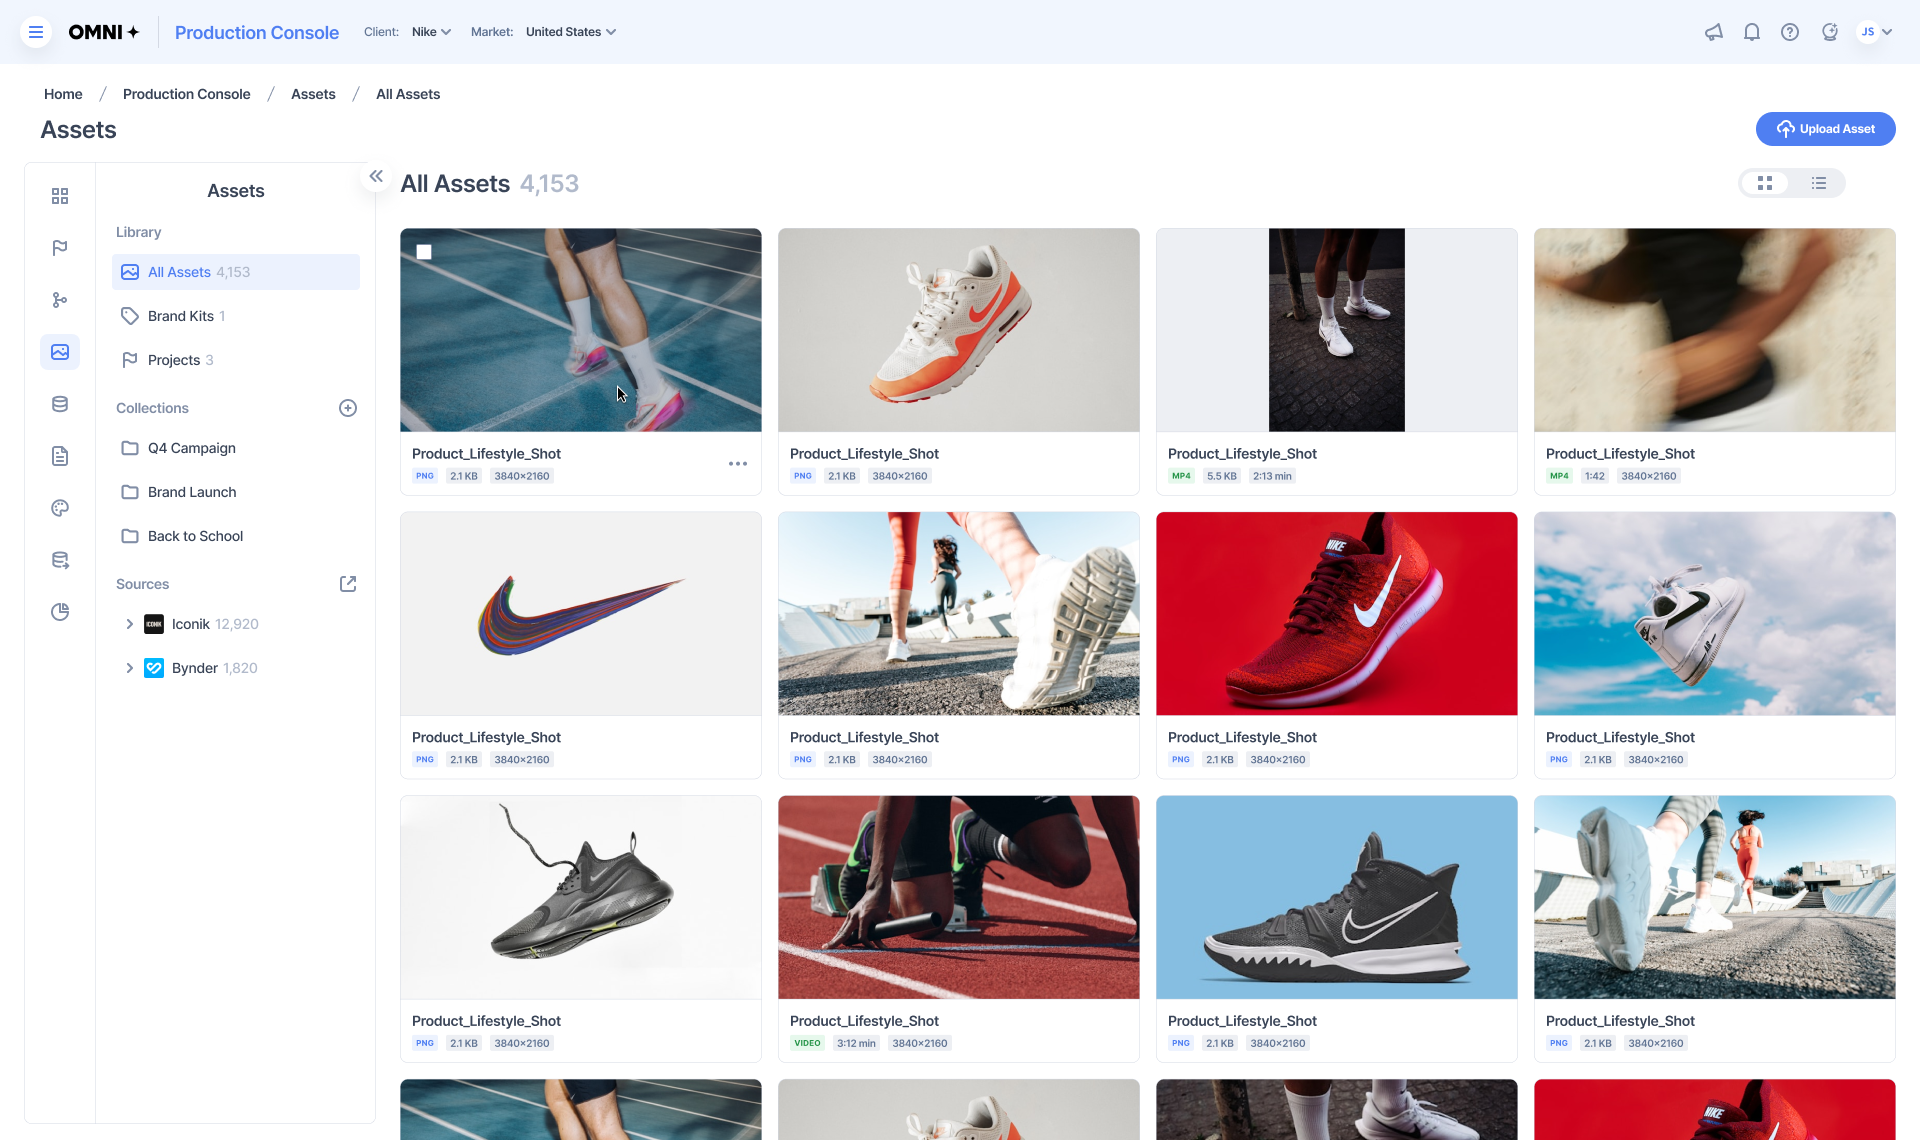 OMNI
Production Console
Client: Nike
Market: United States
JS
Home / Production Console / Assets / All Assets
Assets
Upload Asset
Assets
Library
All Assets 4,153
Brand Kits 1
Projects 3
Collections
Q4 Campaign
Brand Launch
Back to School
Sources
ICONIK
Iconik 12,920
Bynder 1,820
All Assets 4,153
Product_Lifestyle_Shot
PNG 2.1 KB 3840×2160
Product_Lifestyle_Shot
PNG 2.1 KB 3840×2160
Product_Lifestyle_Shot
MP4 5.5 KB 2:13 min
Product_Lifestyle_Shot
MP4 1:42 3840×2160
Product_Lifestyle_Shot
PNG 2.1 KB 3840×2160
Product_Lifestyle_Shot
PNG 2.1 KB 3840×2160
NIKE
Product_Lifestyle_Shot
PNG 2.1 KB 3840×2160
Product_Lifestyle_Shot
PNG 2.1 KB 3840×2160
Product_Lifestyle_Shot
PNG 2.1 KB 3840×2160
Product_Lifestyle_Shot
VIDEO 3:12 min 3840×2160
Product_Lifestyle_Shot
PNG 2.1 KB 3840×2160
Product_Lifestyle_Shot
PNG 2.1 KB 3840×2160
NIKE